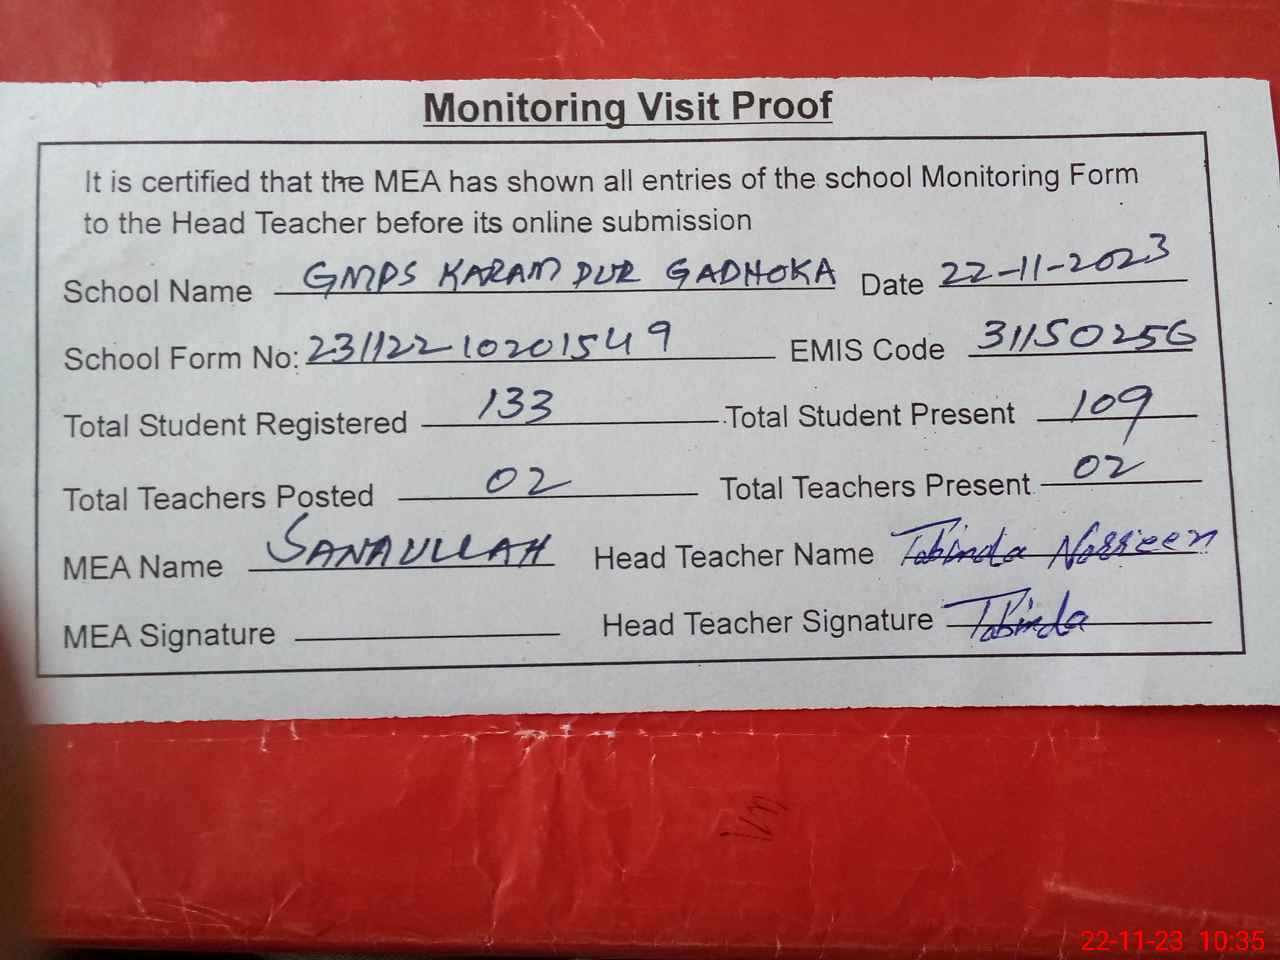 Monitoring Visit Proof
It is certified that the MEA has shown all entries of the school Monitoring Form
to the Head Teacher before its online submission
School Name GMPS KARAM PUR GADHOKA Date 22-11-2023
School Form No: 23112210201549 EMIS Code 31150256
Total Student Registered 133 Total Student Present 109
Total Teachers Posted 02 Total Teachers Present 02
MEA Name SANAULLAH Head Teacher Name Tabinda Nasreen
MEA Signature Head Teacher Signature Tabinda
22-11-23 10:35